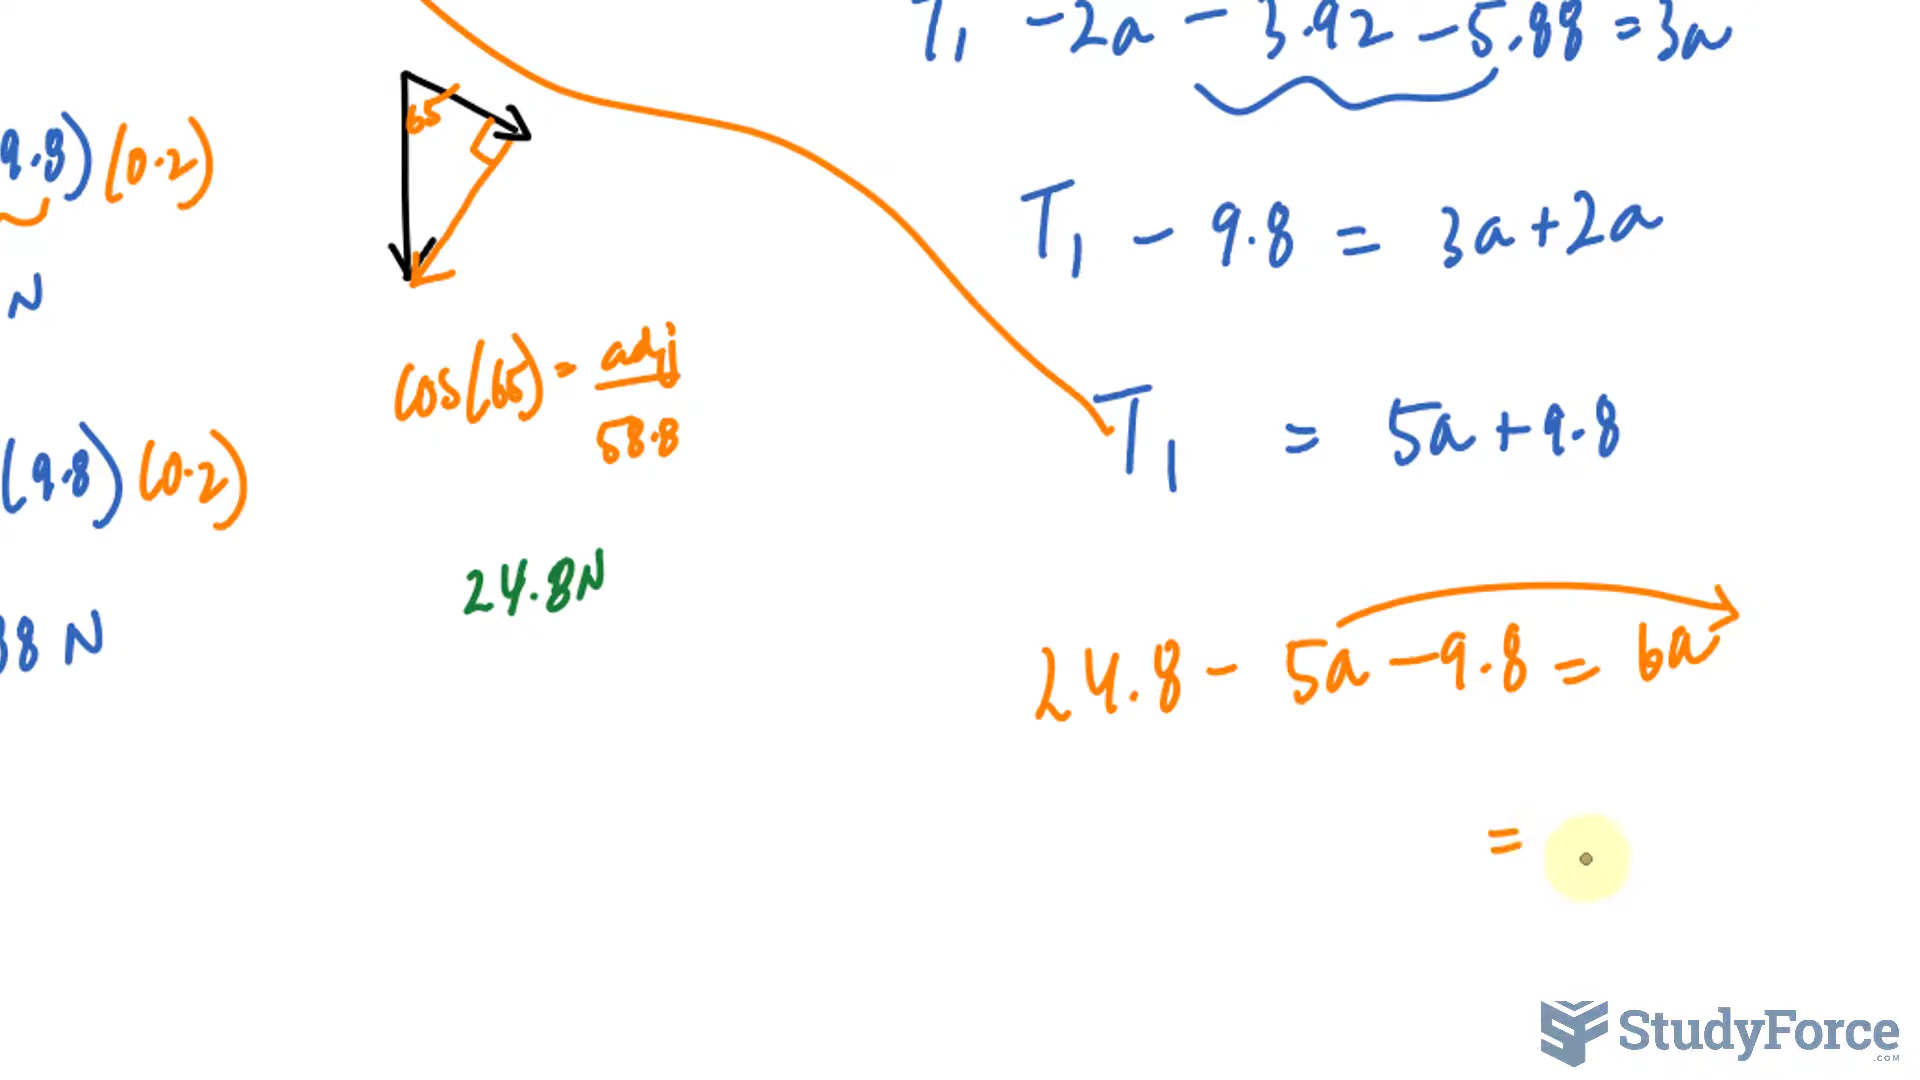 T1 - 2a - 3.92 - 5.88 = 3a
65
9.8)(0.2)
T1 - 9.8 = 3a + 2a
N
cos(65) = adj/58.8
T1 = 5a + 9.8
(9.8)(0.2)
24.8N
38 N
24.8 - 5a - 9.8 = 6a
=
StudyForce
.COM